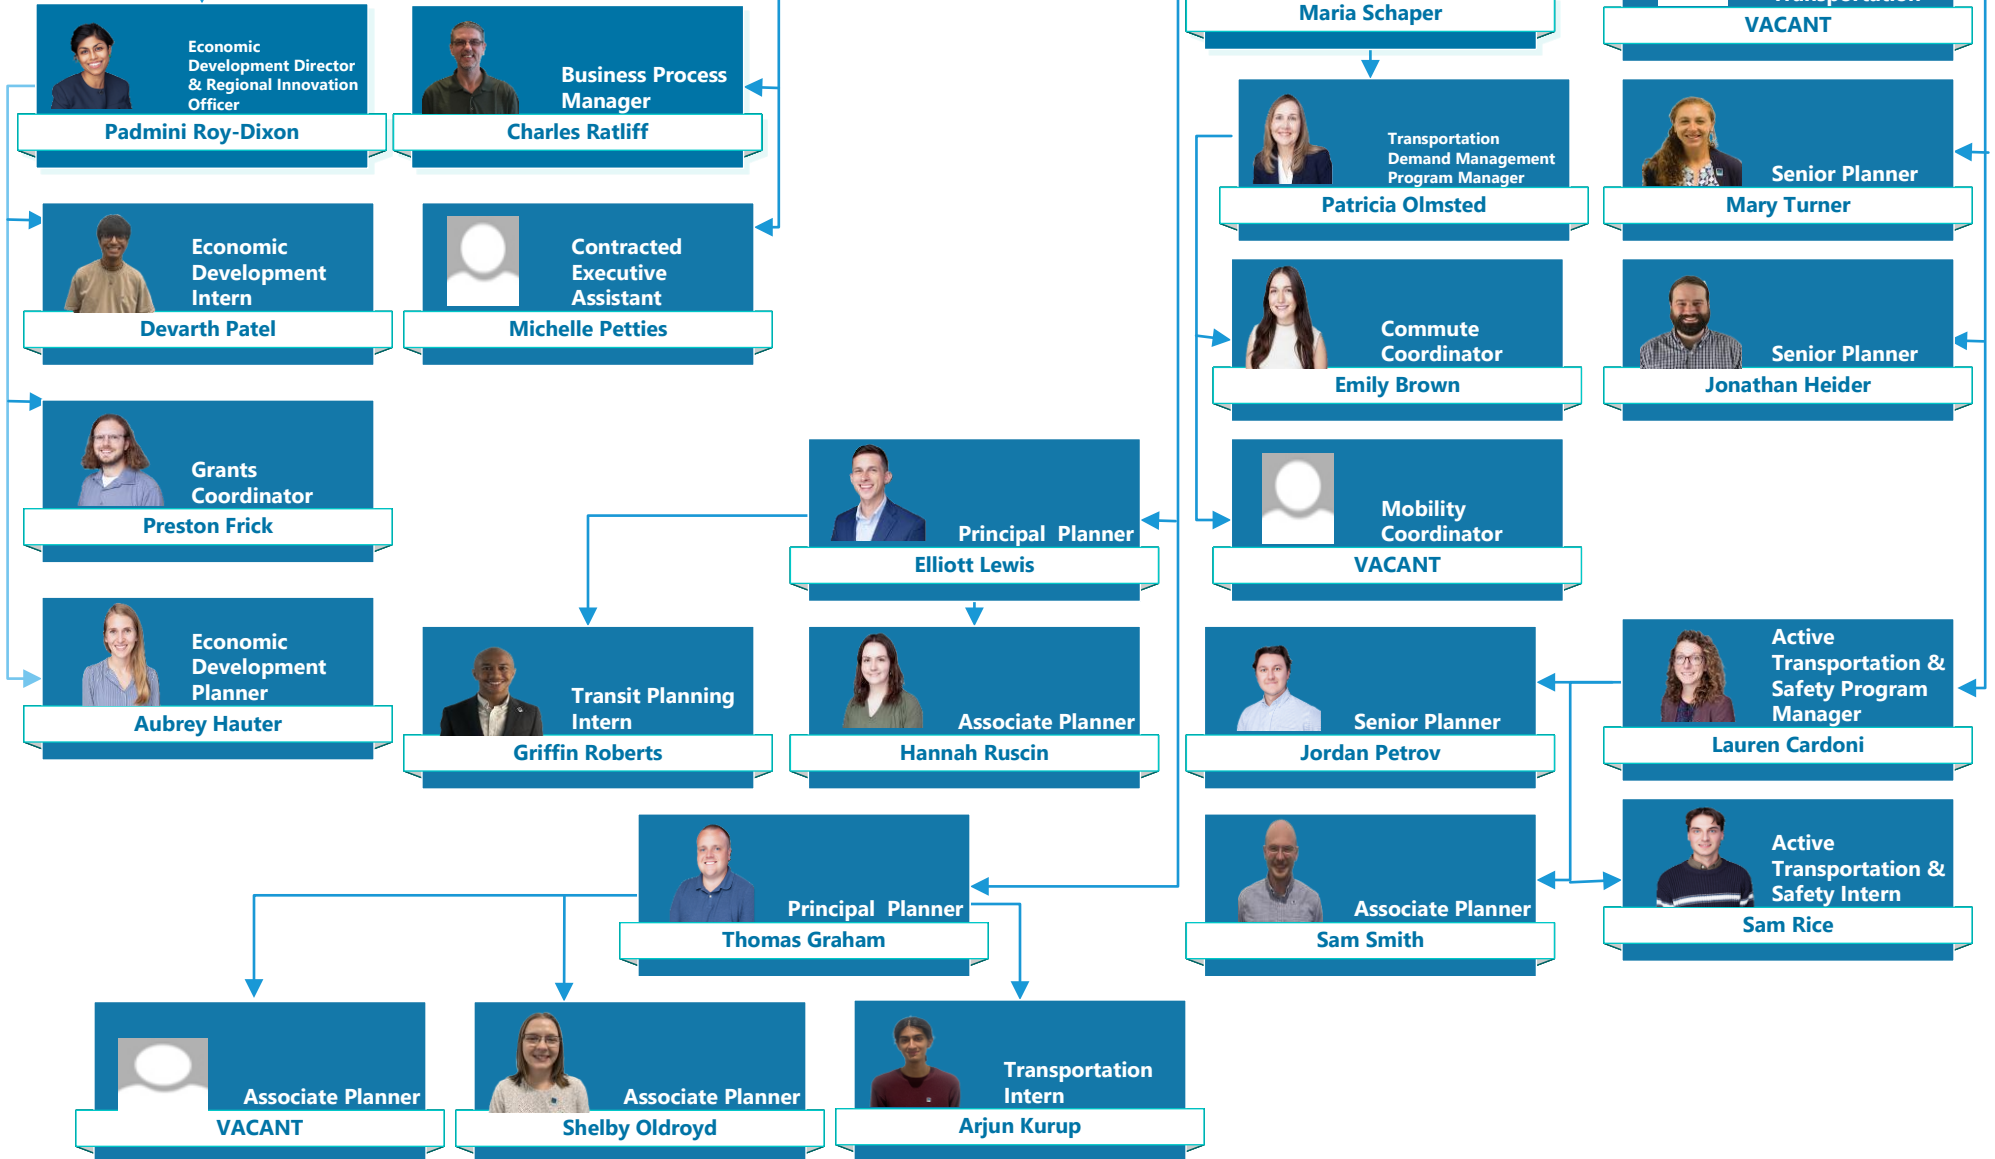 Maria Schaper
Transportation
VACANT
Economic
Development Director
& Regional Innovation
Officer
Padmini Roy-Dixon
Business Process
Manager
Charles Ratliff
Transportation
Demand Management
Program Manager
Patricia Olmsted
Senior Planner
Mary Turner
Economic
Development
Intern
Devarth Patel
Contracted
Executive
Assistant
Michelle Petties
Commute
Coordinator
Emily Brown
Senior Planner
Jonathan Heider
Grants
Coordinator
Preston Frick
Principal Planner
Elliott Lewis
Mobility
Coordinator
VACANT
Economic
Development
Planner
Aubrey Hauter
Transit Planning
Intern
Griffin Roberts
Associate Planner
Hannah Ruscin
Senior Planner
Jordan Petrov
Active
Transportation &
Safety Program
Manager
Lauren Cardoni
Principal Planner
Thomas Graham
Associate Planner
Sam Smith
Active
Transportation &
Safety Intern
Sam Rice
Associate Planner
VACANT
Associate Planner
Shelby Oldroyd
Transportation
Intern
Arjun Kurup